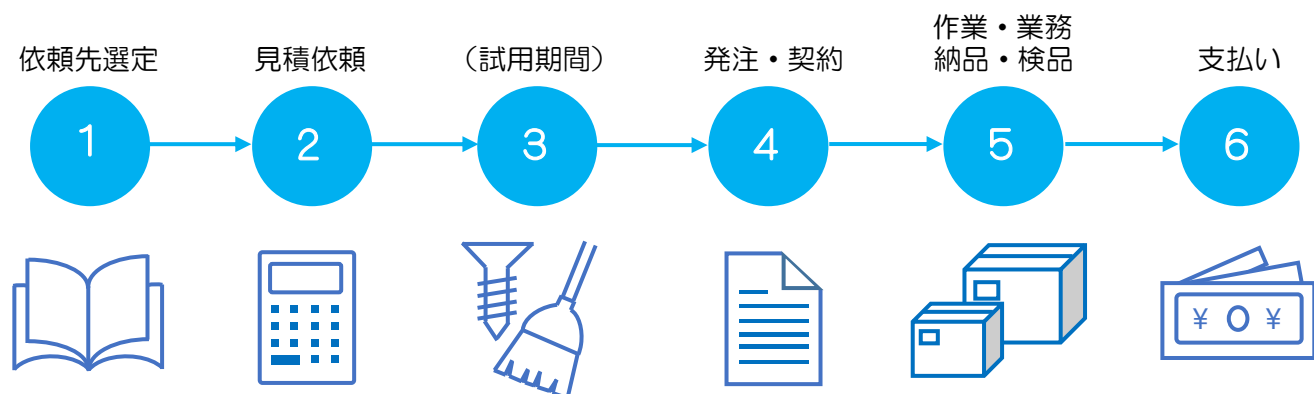 依頼先選定
見積依頼
（試用期間）
発注・契約
作業・業務
納品・検品
支払い
1
2
3
4
5
6
¥ O ¥